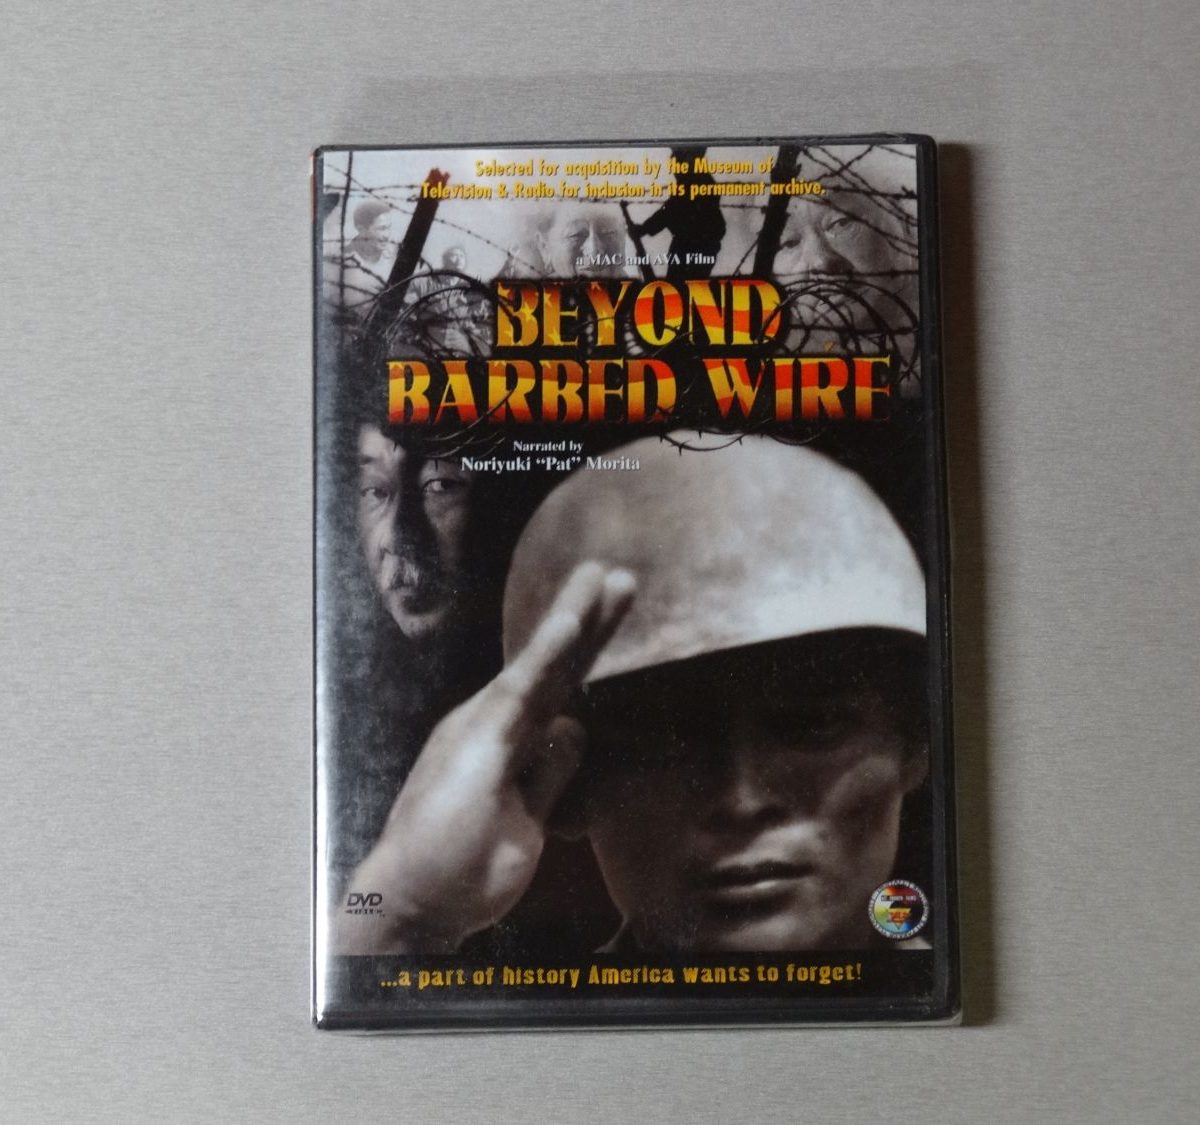 Selected for acquisition by the Museum of
Television & Radio for inclusion in its permanent archive.
a MAC and AVA Film
BEYOND
BARBED WIRE
Narrated by
Noriyuki “Pat” Morita
DVD
VIDEO
...a part of history America wants to forget!